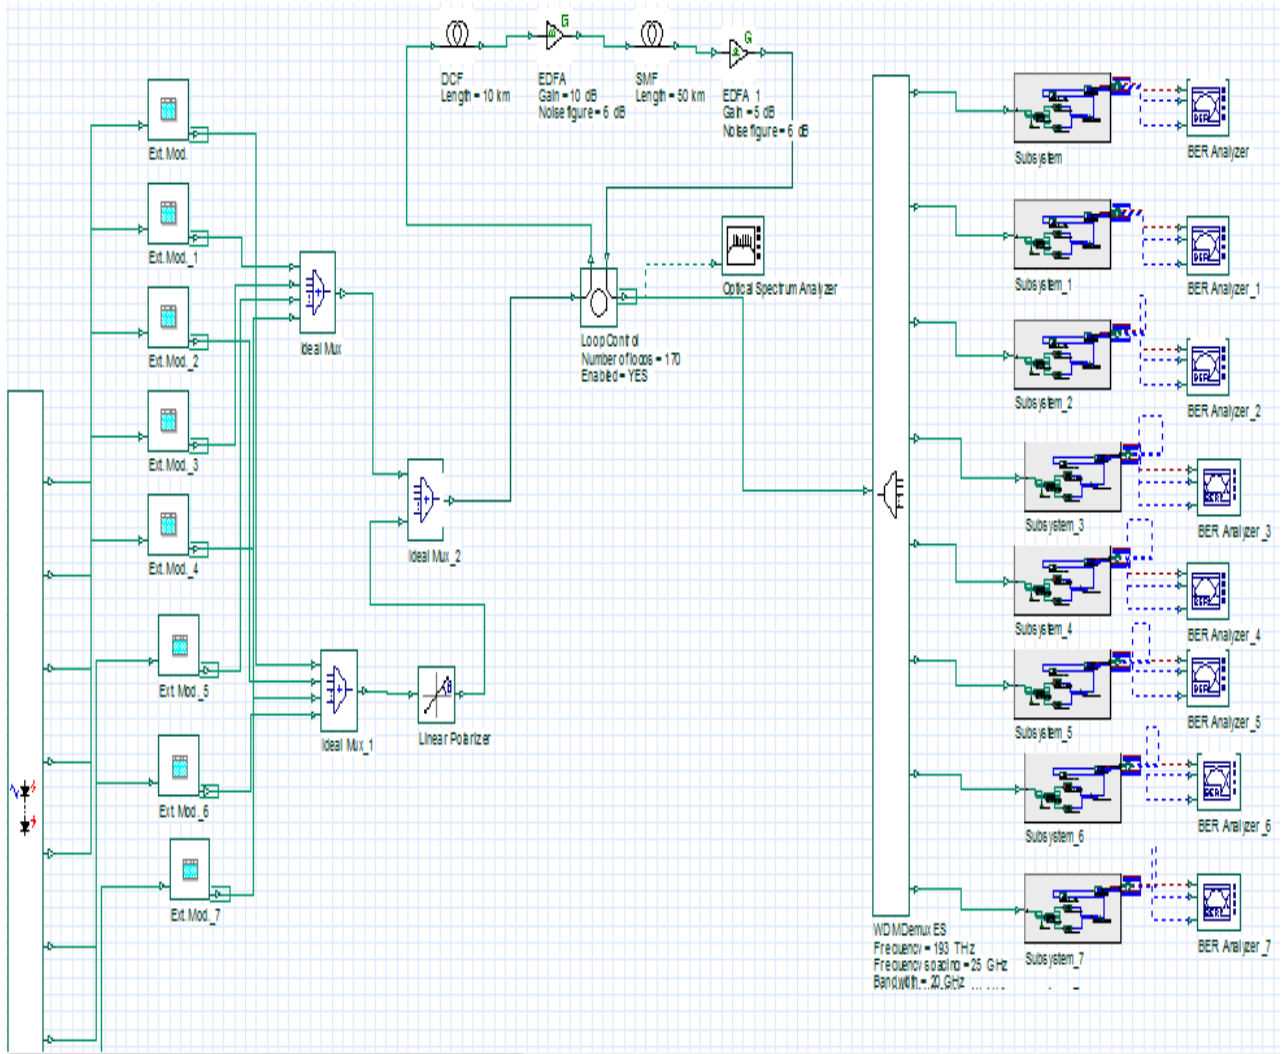 DCF
Length = 10 km
EDFA
Gain = 10 dB
Noise figure = 6 dB
SMF
Length = 50 km
EDFA_1
Gain = 5 dB
Noise figure = 6 dB
G
G
Ext. Mod.
Ext. Mod._1
Ext. Mod._2
Ext. Mod._3
Ext. Mod._4
Ext. Mod._5
Ext. Mod._6
Ext. Mod._7
Ideal Mux
Ideal Mux_2
Ideal Mux_1
Linear Polarizer
Optical Spectrum Analyzer
Loop Control
Number of loops = 170
Enabled = YES
WDM Demux ES
Frequency = 193 THz
Frequency spacing = 25 GHz
Bandwidth = 20 GHz
Subsystem
Subsystem_1
Subsystem_2
Subsystem_3
Subsystem_4
Subsystem_5
Subsystem_6
Subsystem_7
BER Analyzer
BER Analyzer_1
BER Analyzer_2
BER Analyzer_3
BER Analyzer_4
BER Analyzer_5
BER Analyzer_6
BER Analyzer_7